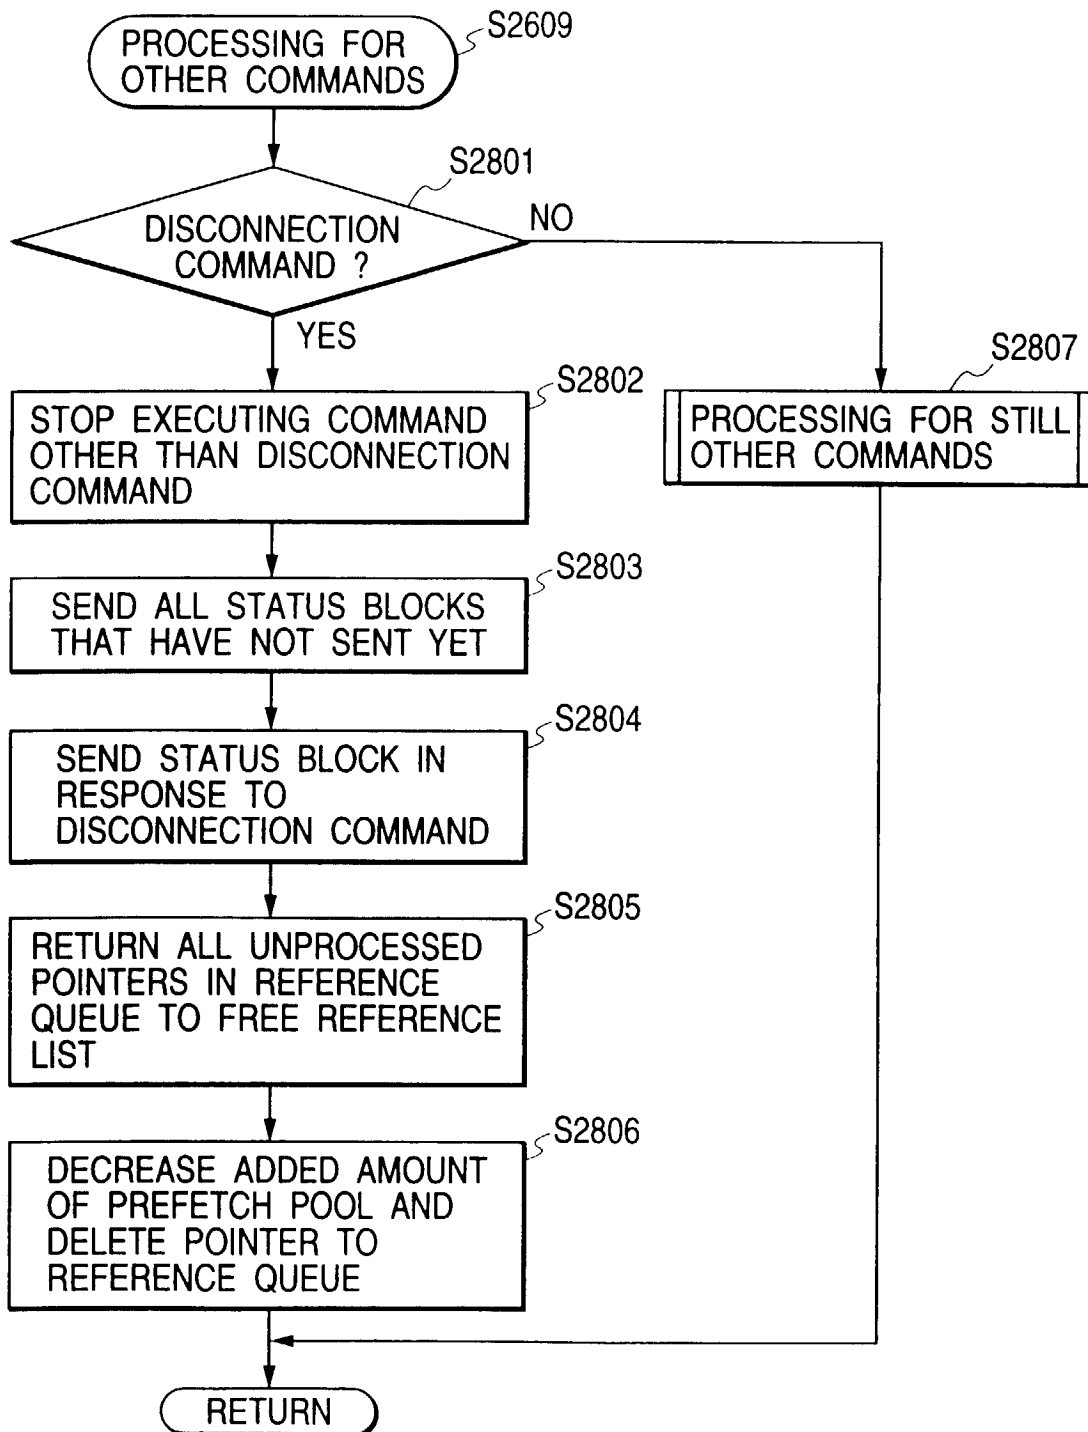 S2609
PROCESSING FOR
OTHER COMMANDS
S2801
DISCONNECTION
COMMAND ?
NO
YES
S2802
STOP EXECUTING COMMAND
OTHER THAN DISCONNECTION
COMMAND
S2807
PROCESSING FOR STILL
OTHER COMMANDS
S2803
SEND ALL STATUS BLOCKS
THAT HAVE NOT SENT YET
S2804
SEND STATUS BLOCK IN
RESPONSE TO
DISCONNECTION COMMAND
S2805
RETURN ALL UNPROCESSED
POINTERS IN REFERENCE
QUEUE TO FREE REFERENCE
LIST
S2806
DECREASE ADDED AMOUNT
OF PREFETCH POOL AND
DELETE POINTER TO
REFERENCE QUEUE
RETURN